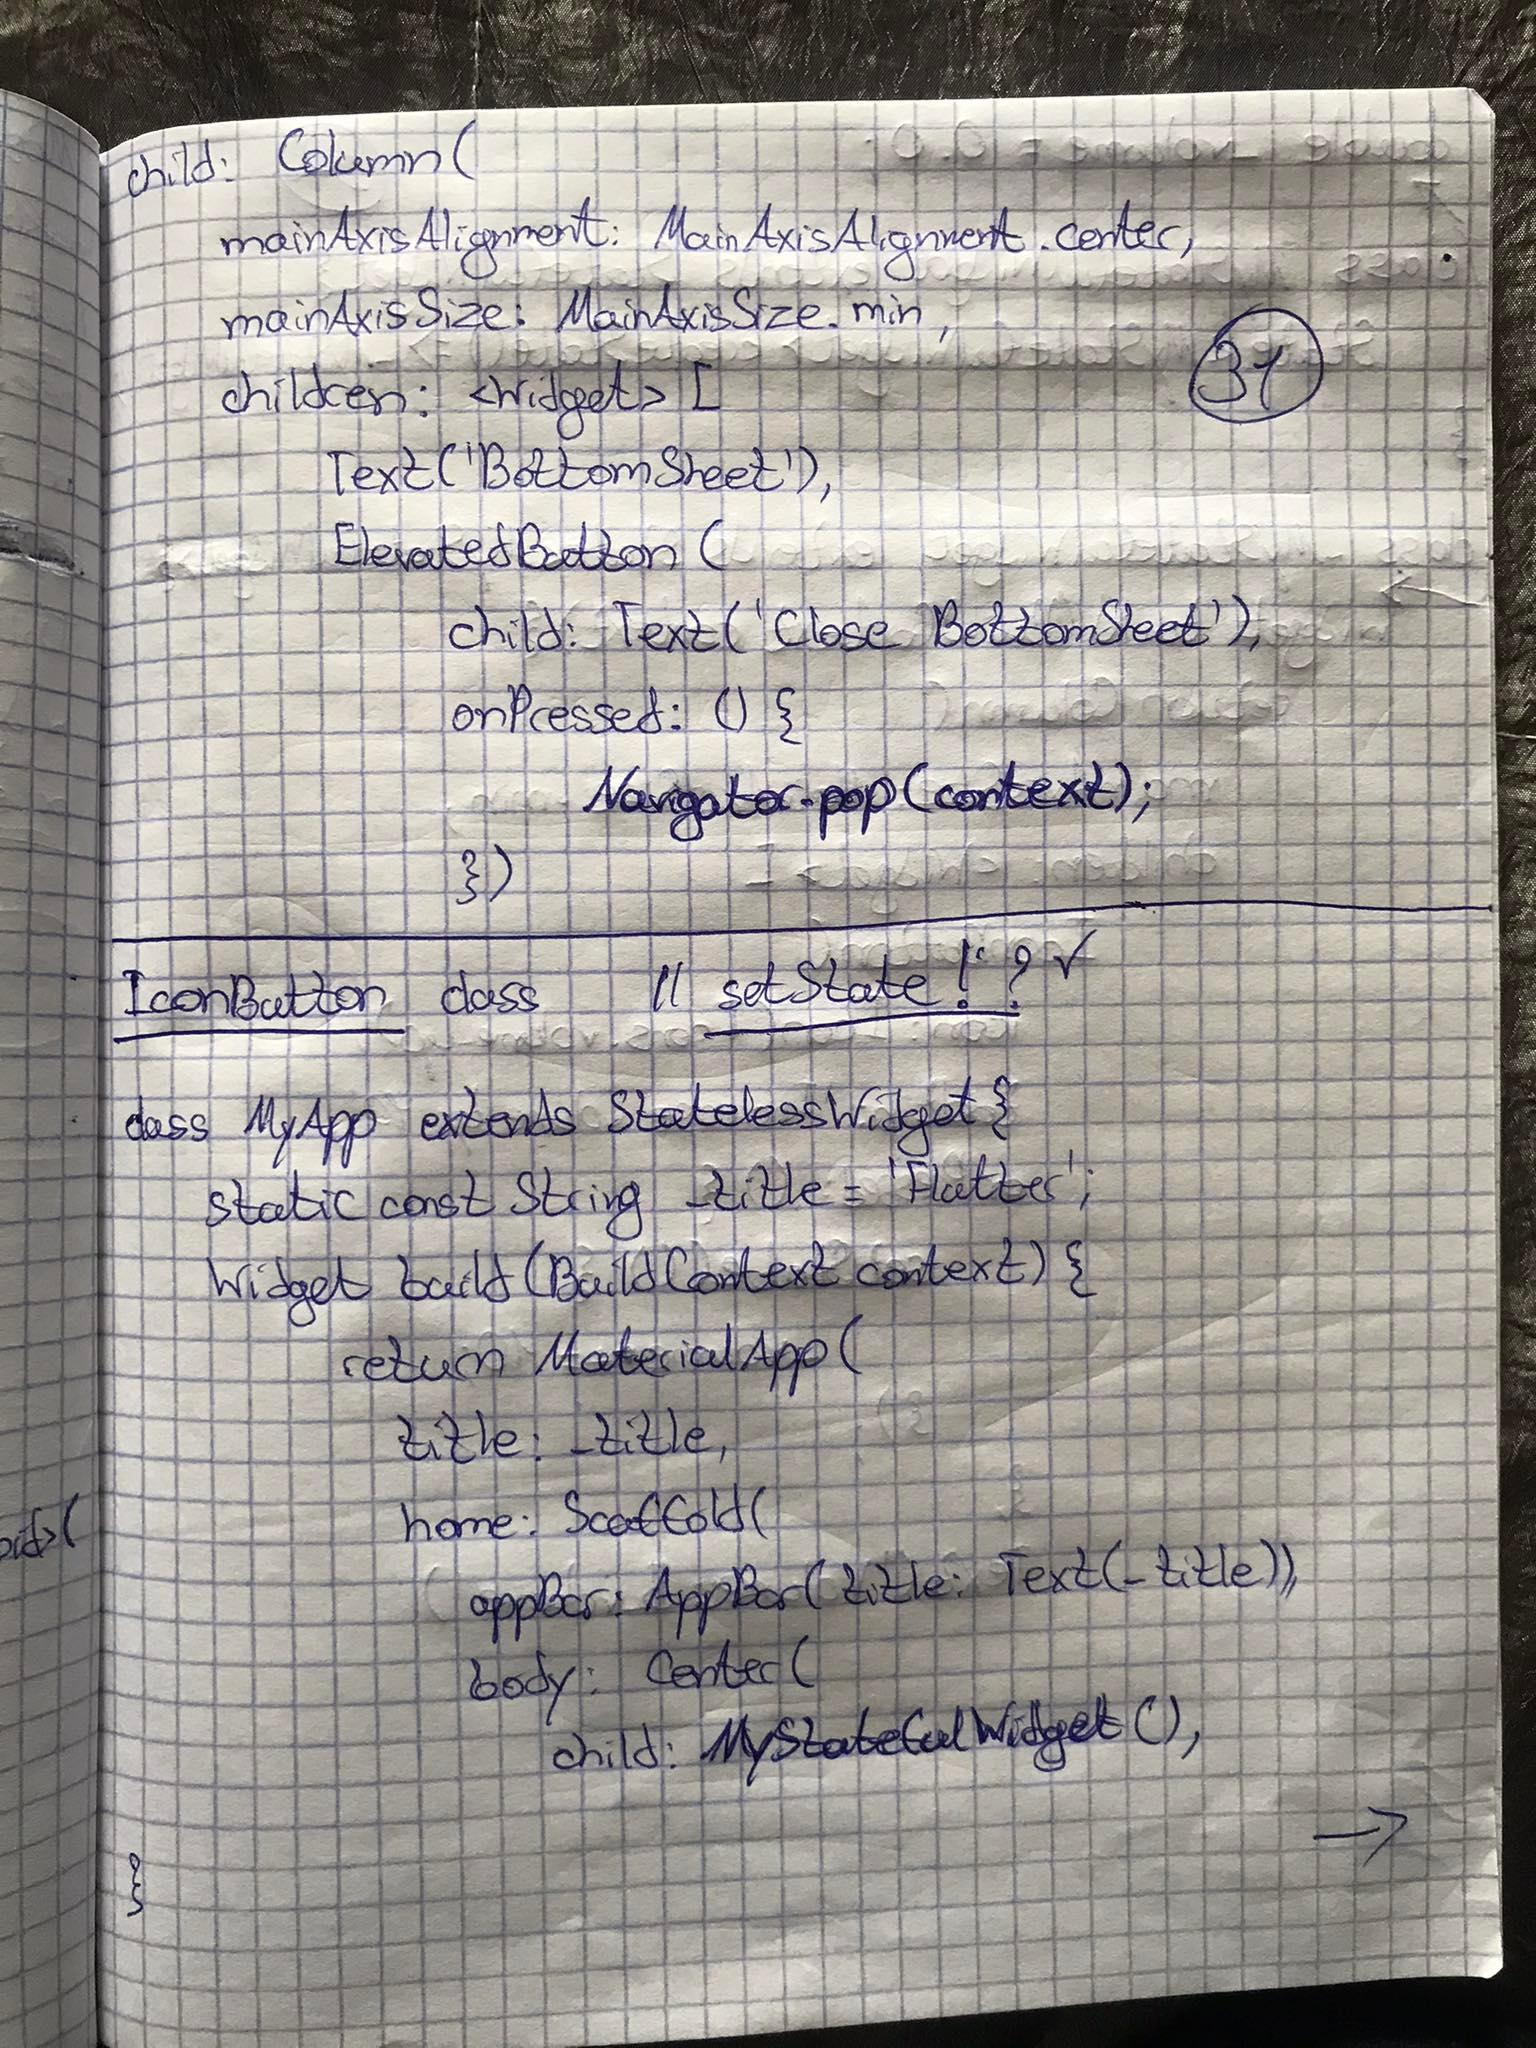 child: Column(
mainAxisAlignment: MainAxisAlignment.center,
mainAxisSize: MainAxisSize.min,
31
children: <Widget> [
Text('BottomSheet'),
ElevatedButton (
child: Text('Close BottomSheet'),
onPressed: () {
Navigator.pop(context);
})
IconButton class // setState!? ✓
class MyApp extends StatelessWidget{
static const String _title = 'Flutter';
Widget build(BuildContext context) {
return MaterialApp(
title: _title,
home: Scaffold(
appBar: AppBar(title: Text(_title)),
body: Center(
child: MyStatefulWidget(),
→
}